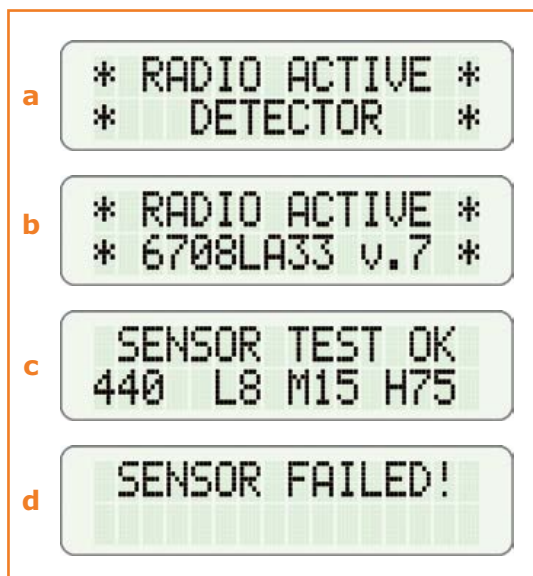 a
* RADIO ACTIVE *
* DETECTOR *
b
* RADIO ACTIVE *
* 6708LA33 v.7 *
c
SENSOR TEST OK
440 L8 M15 H75
d
SENSOR FAILED!